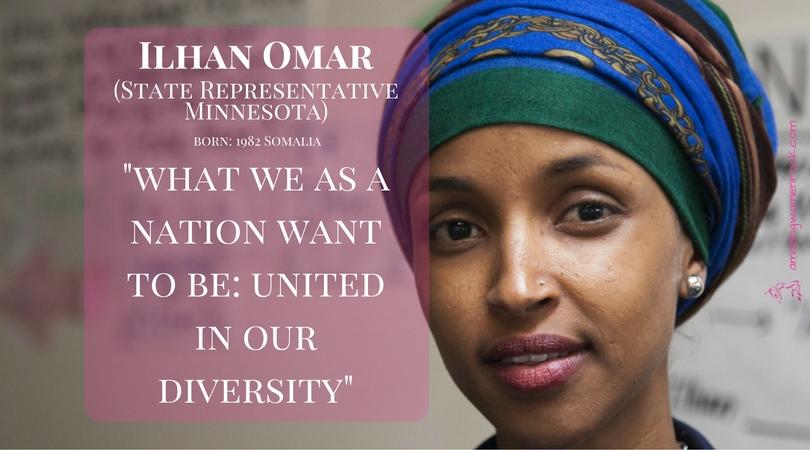 Ilhan Omar
(State Representative
Minnesota)
born: 1982 Somalia
"what we as a
nation want
to be: united
in our
diversity"
amazingwomenrock.com